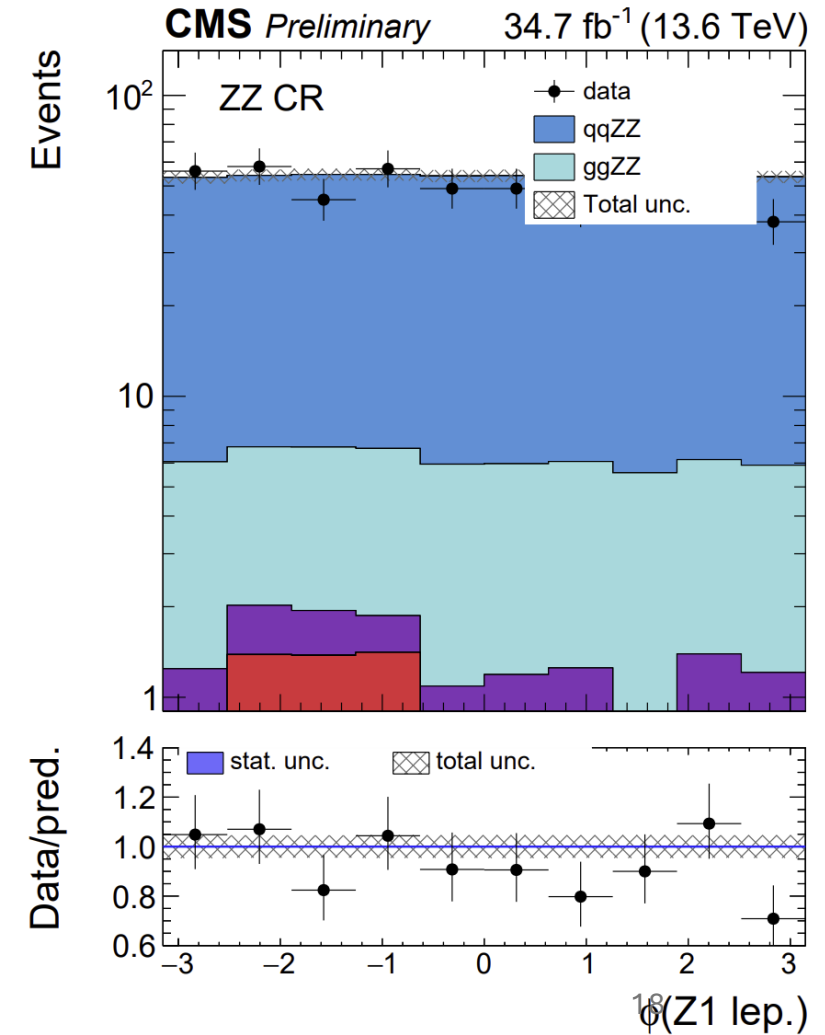 CMS Preliminary 34.7 fb⁻¹ (13.6 TeV)
Events
10²
10
1
ZZ CR
data
qqZZ
ggZZ
Total unc.
Data/pred.
1.4
1.2
1.0
0.8
0.6
stat. unc.
total unc.
−3 −2 −1 0 1 2 3
18
ϕ(Z1 lep.)